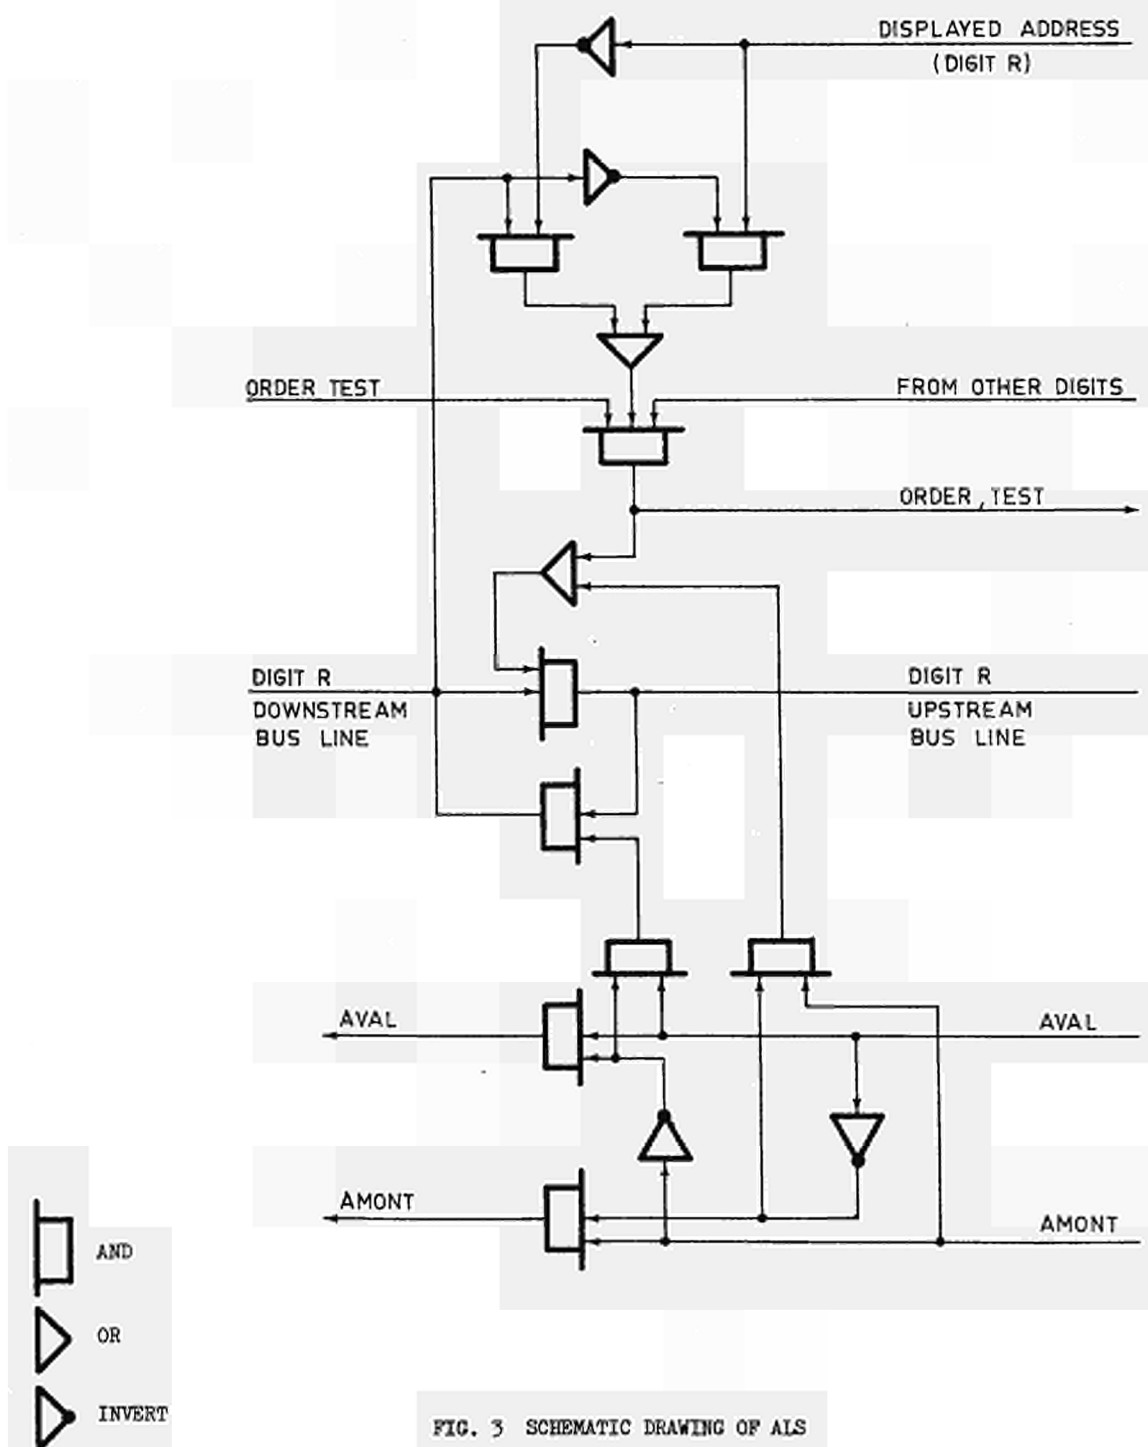 DISPLAYED ADDRESS
(DIGIT R)
ORDER TEST
FROM OTHER DIGITS
ORDER, TEST
DIGIT R
DOWNSTREAM
BUS LINE
DIGIT R
UPSTREAM
BUS LINE
AVAL
AVAL
AMONT
AMONT
AND
OR
INVERT
FIG. 3 SCHEMATIC DRAWING OF ALS